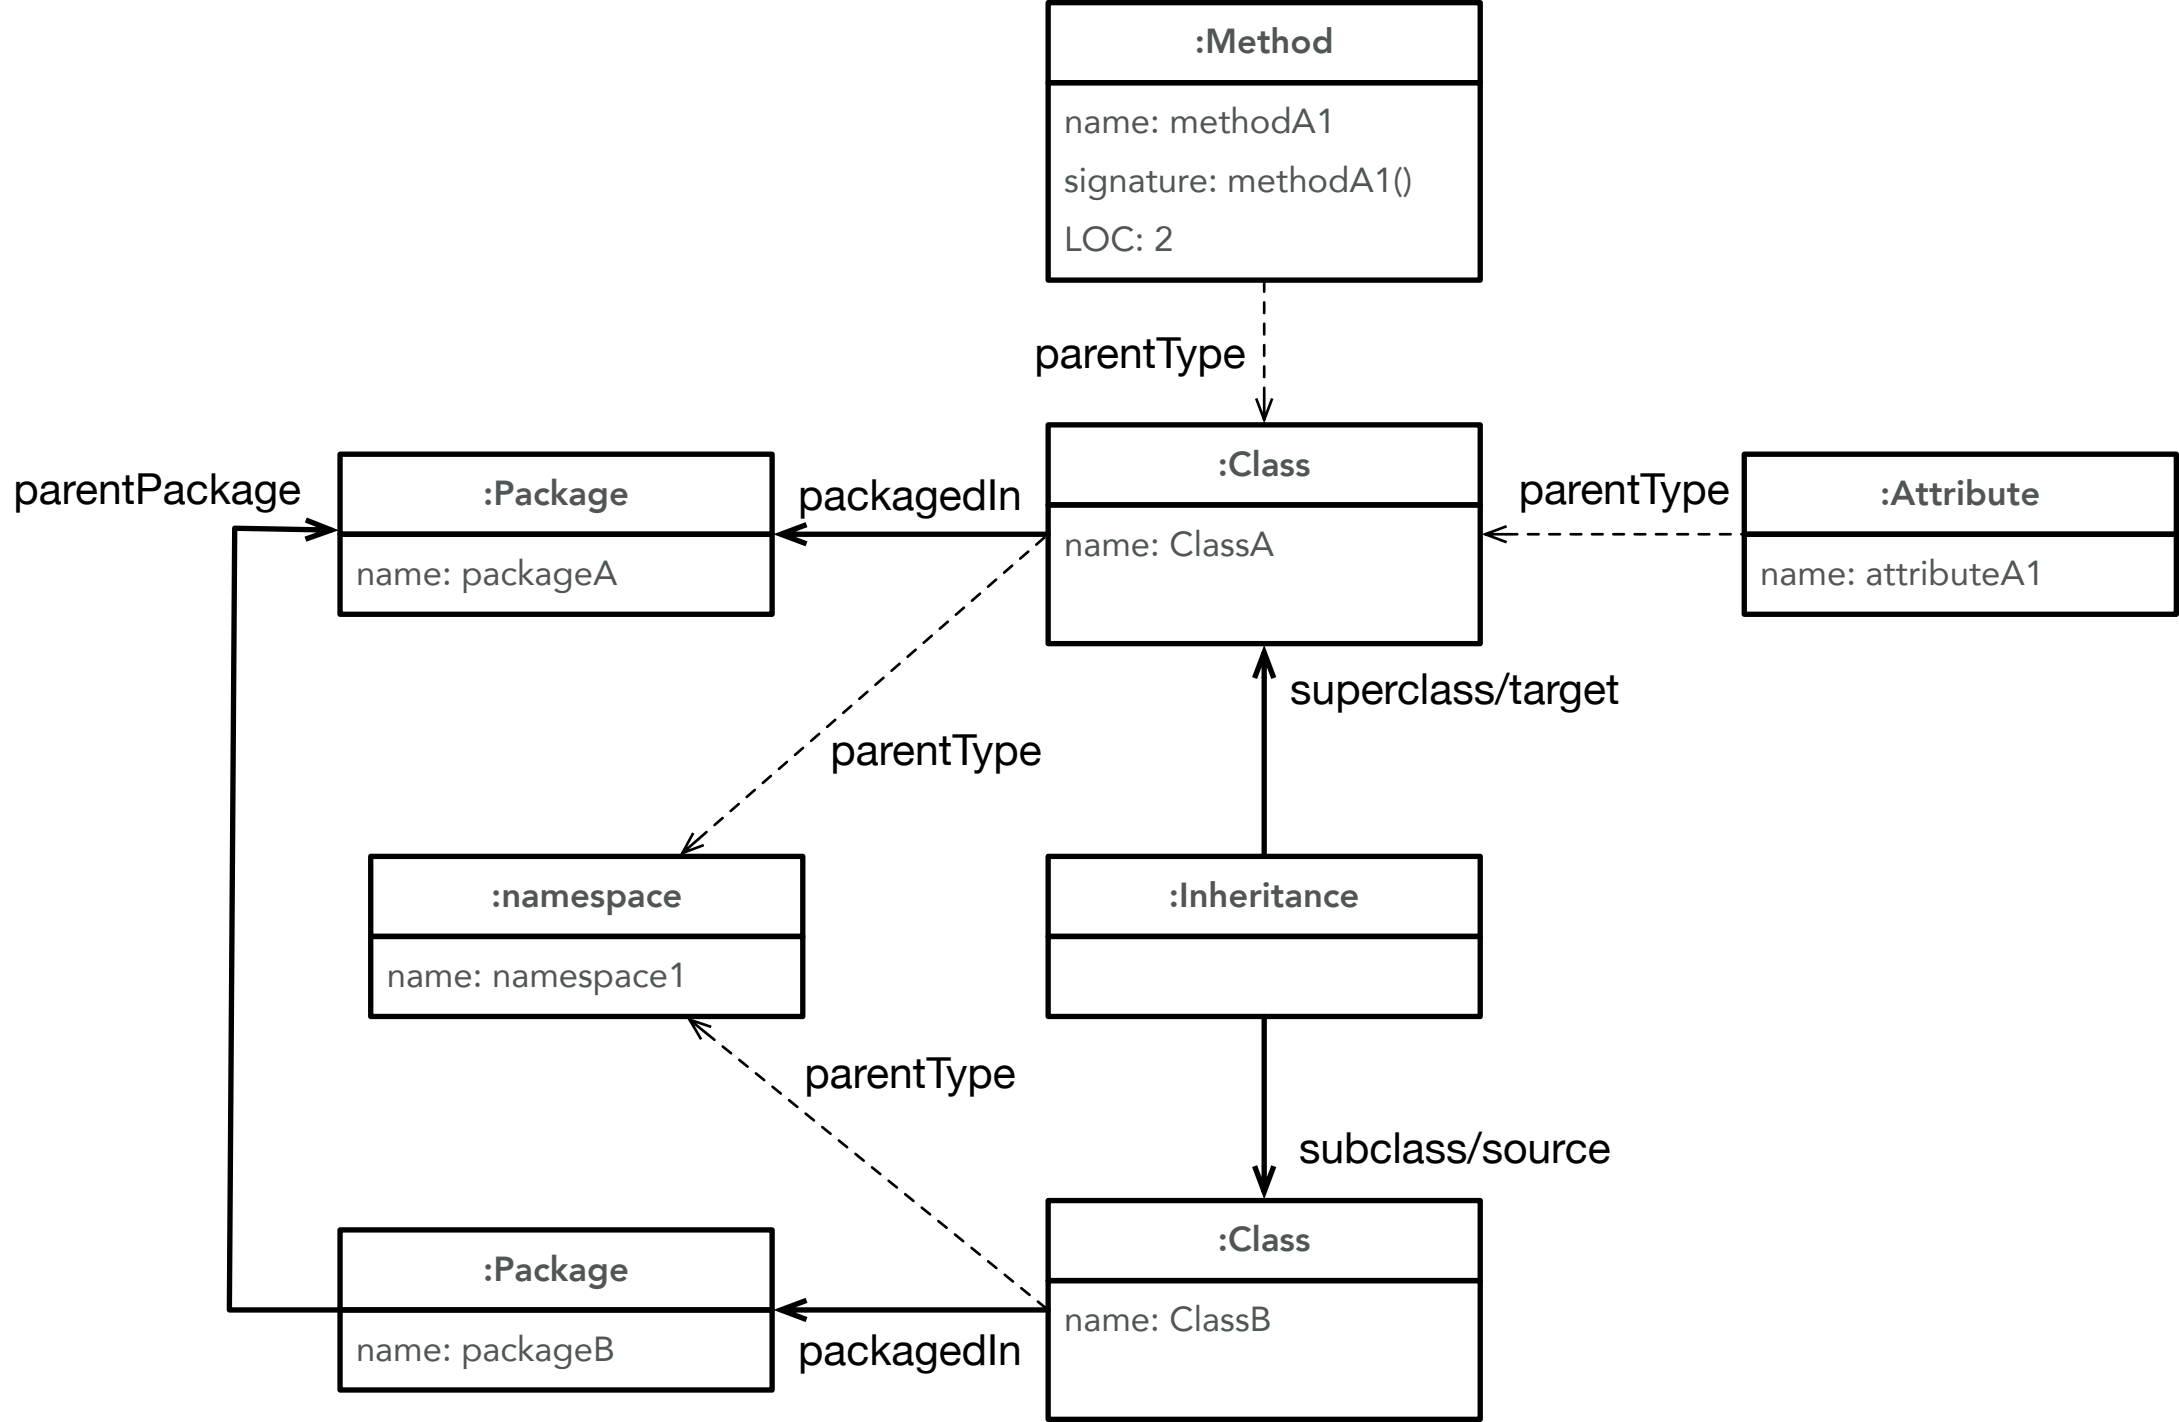 :Method
name: methodA1
signature: methodA1()
LOC: 2
parentType
:Class
name: ClassA
parentPackage
:Package
name: packageA
packagedIn
parentType
:Attribute
name: attributeA1
superclass/target
parentType
:namespace
name: namespace1
:Inheritance
parentType
subclass/source
:Package
name: packageB
packagedIn
:Class
name: ClassB